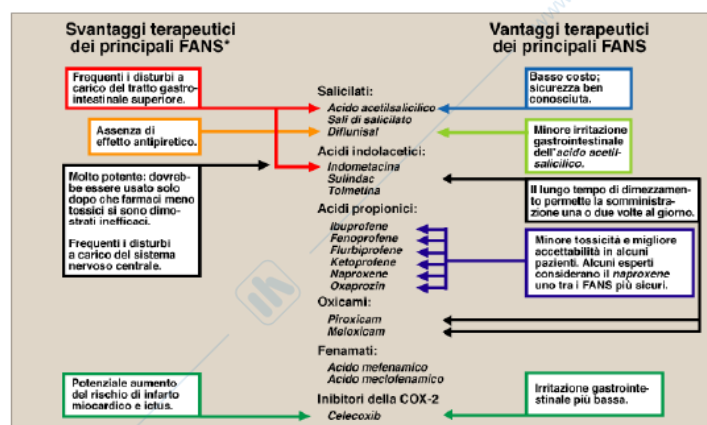 Svantaggi terapeutici
dei principali FANS*
Frequenti i disturbi a
carico del tratto gastro-
intestinale superiore.
Assenza di
effetto antipiretico.
Molto potente: dovreb-
be essere usato solo
dopo che farmaci meno
tossici si sono dimo-
strati inefficaci.
Frequenti i disturbi
a carico del sistema
nervoso centrale.
Potenziale aumento
del rischio di infarto
miocardico e ictus.
Salicilati:
Acido acetilsalicilico
Sali di salicilato
Diflunisal
Acidi indolacetici:
Indometacina
Sulindac
Tolmetina
Acidi propionici:
Ibuprofene
Fenoprofene
Flurbiprofene
Ketoprofene
Naproxene
Oxaprozin
Oxicami:
Piroxicam
Meloxicam
Fenamati:
Acido mefenamico
Acido meclofenamico
Inibitori della COX-2
Celecoxib
Vantaggi terapeutici
dei principali FANS
Basso costo;
sicurezza ben
conosciuta.
Minore irritazione
gastrointestinale
dell'acido acetil-
salicilico.
Il lungo tempo di dimezzamen-
to permette la somministra-
zione una o due volte al giorno.
Minore tossicità e migliore
accettabilità in alcuni
pazienti. Alcuni esperti
considerano il naproxene
uno tra i FANS più sicuri.
Irritazione gastrointe-
stinale più bassa.